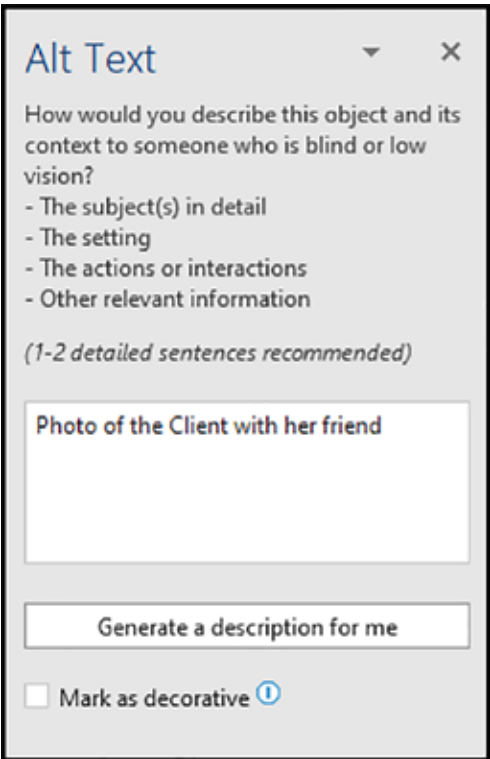 Alt Text
How would you describe this object and its
context to someone who is blind or low
vision?
- The subject(s) in detail
- The setting
- The actions or interactions
- Other relevant information
(1-2 detailed sentences recommended)
Photo of the Client with her friend
Generate a description for me
Mark as decorative